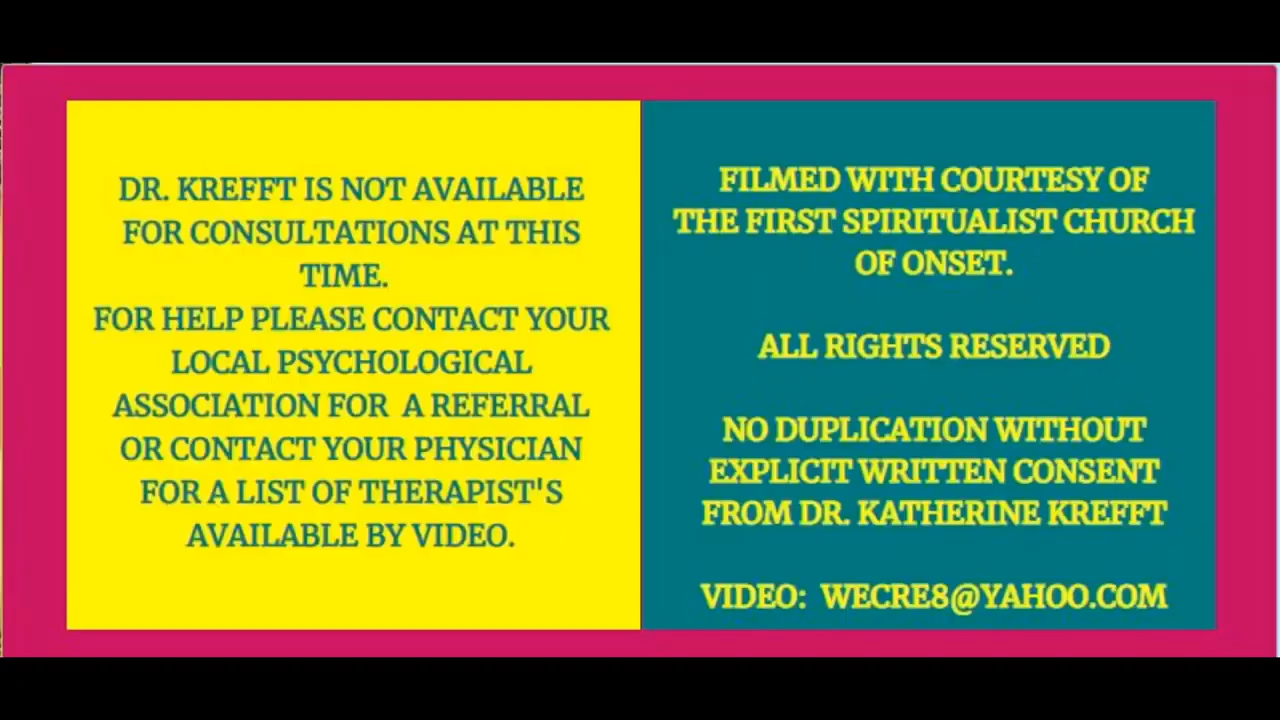 DR. KREFFT IS NOT AVAILABLE
FOR CONSULTATIONS AT THIS
TIME.
FOR HELP PLEASE CONTACT YOUR
LOCAL PSYCHOLOGICAL
ASSOCIATION FOR  A REFERRAL
OR CONTACT YOUR PHYSICIAN
FOR A LIST OF THERAPIST'S
AVAILABLE BY VIDEO.
FILMED WITH COURTESY OF
THE FIRST SPIRITUALIST CHURCH
OF ONSET.
ALL RIGHTS RESERVED
NO DUPLICATION WITHOUT
EXPLICIT WRITTEN CONSENT
FROM DR. KATHERINE KREFFT
VIDEO:  WECRE8@YAHOO.COM